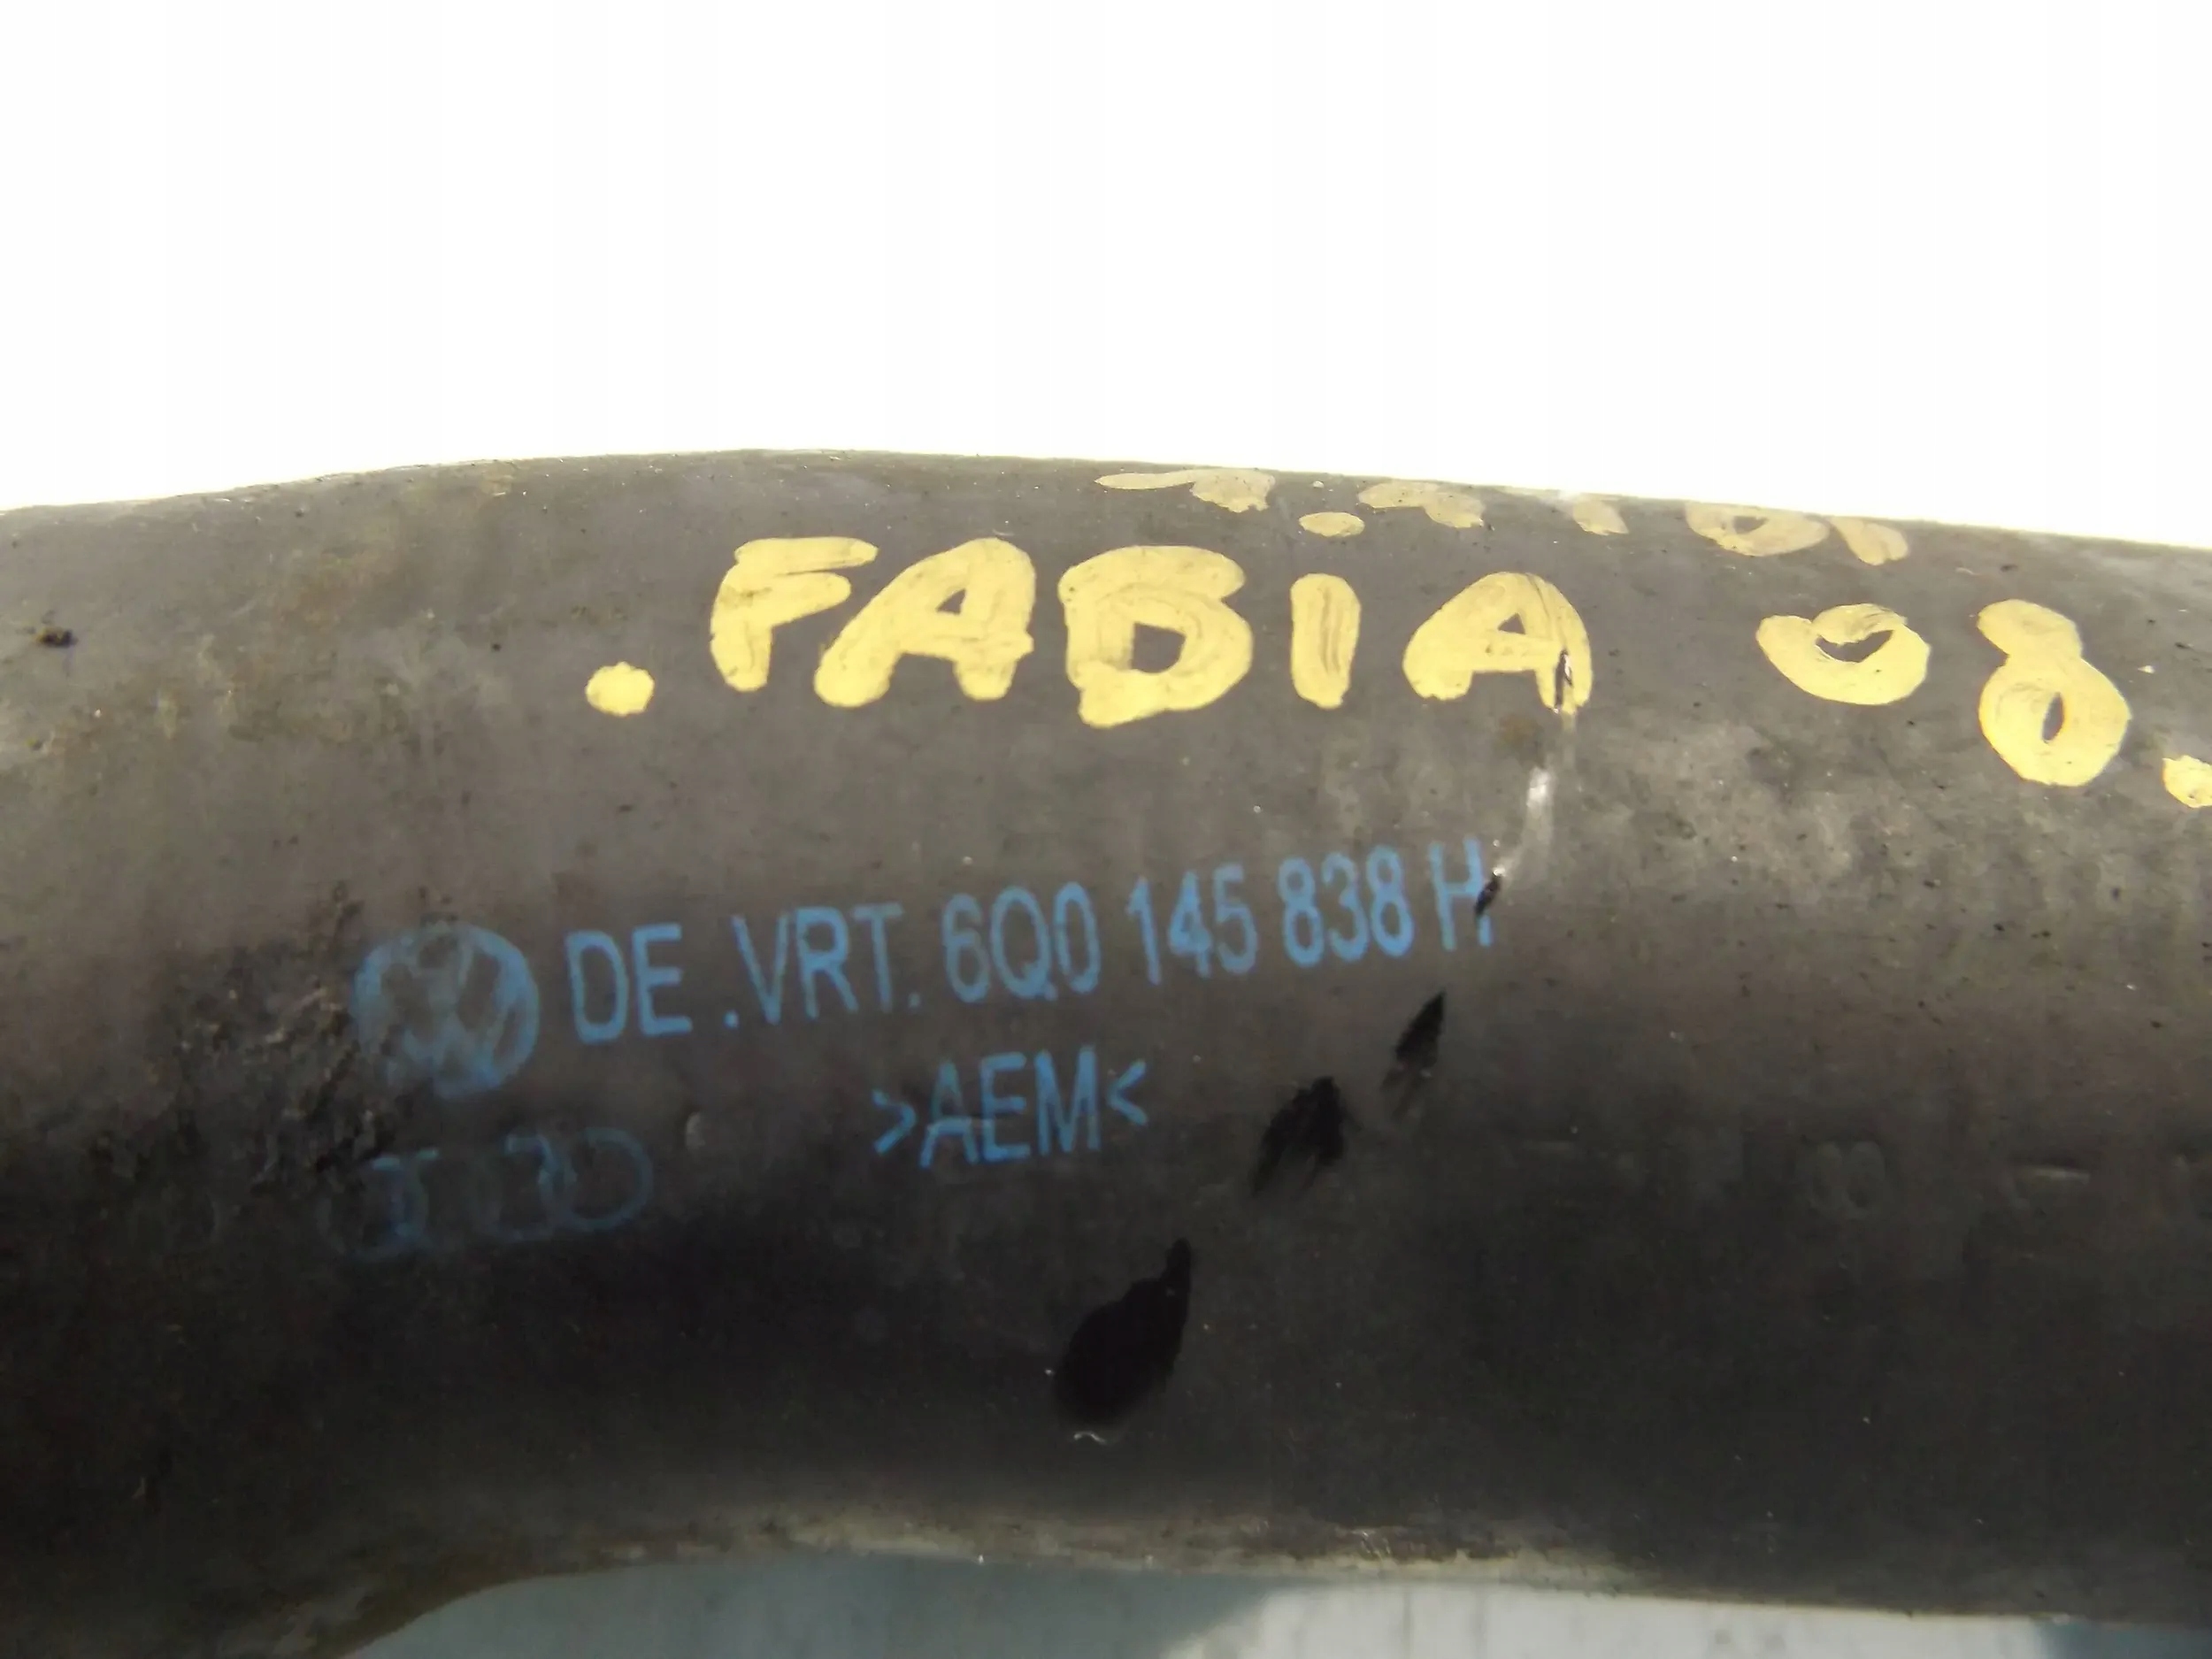 .FABIA 08.
DE .VRT. 6Q0 145 838 H
>AEM<